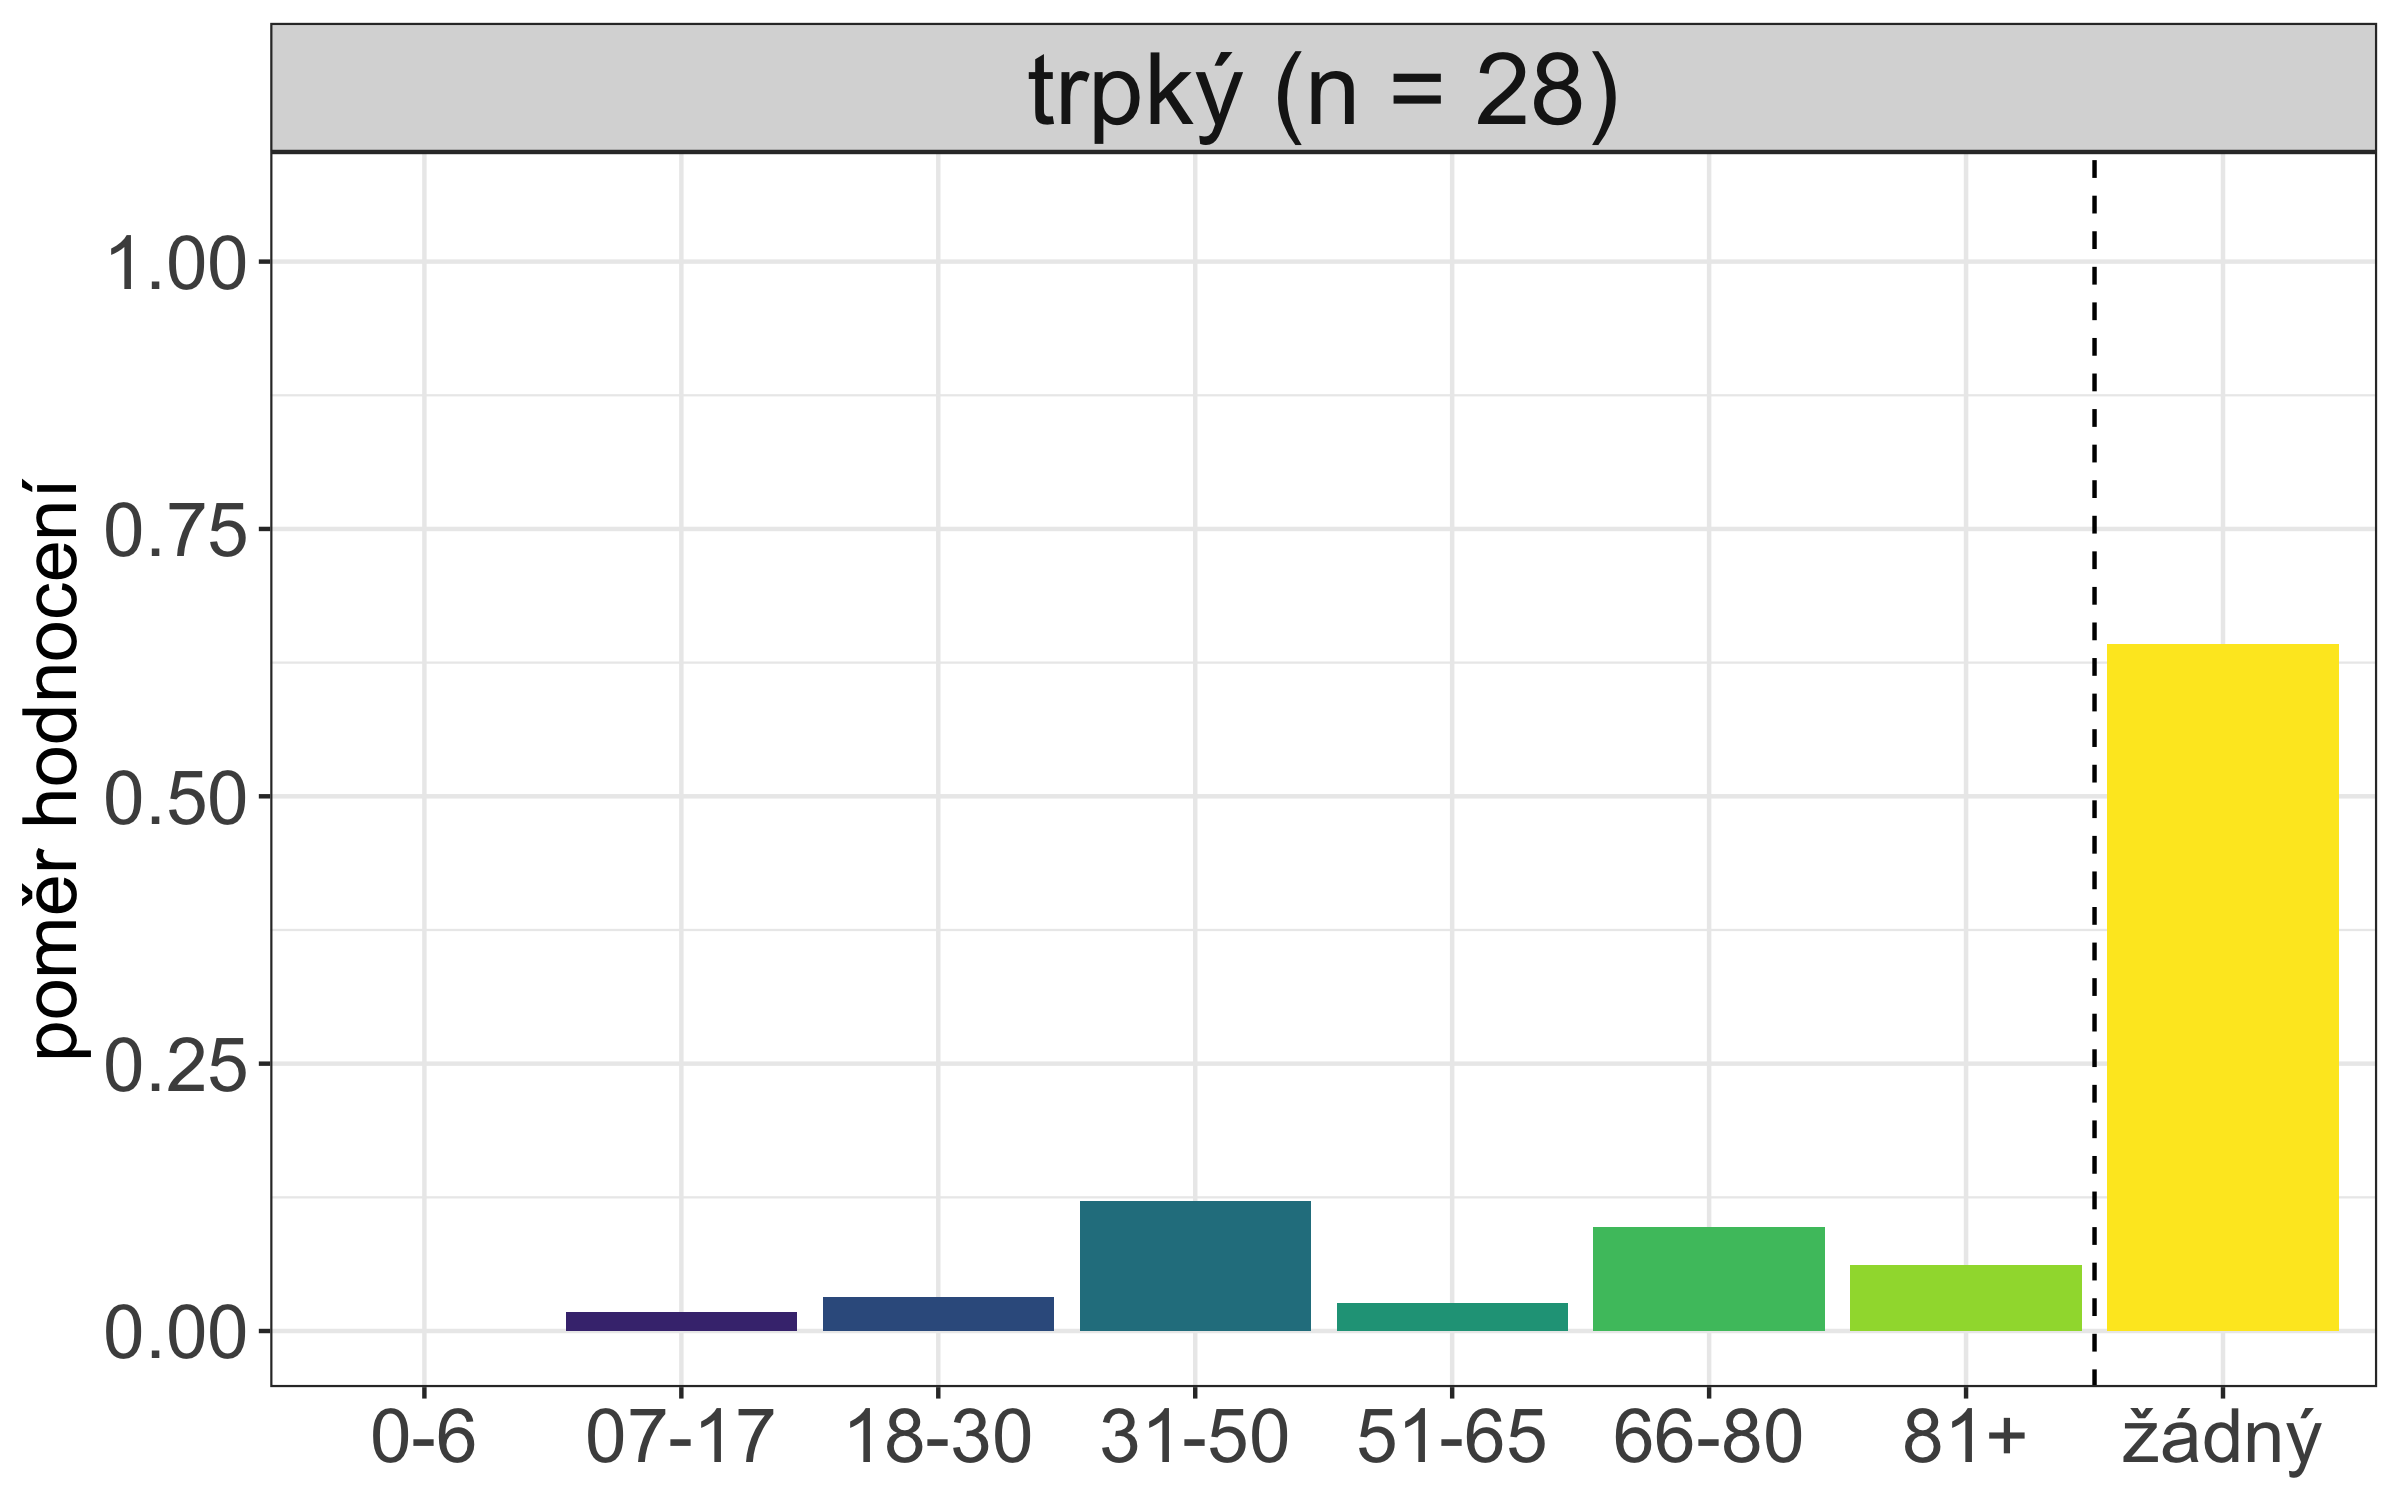 trpký (n = 28)
poměr hodnocení
1.00
0.75
0.50
0.25
0.00
0-6 07-17 18-30 31-50 51-65 66-80 81+ žádný